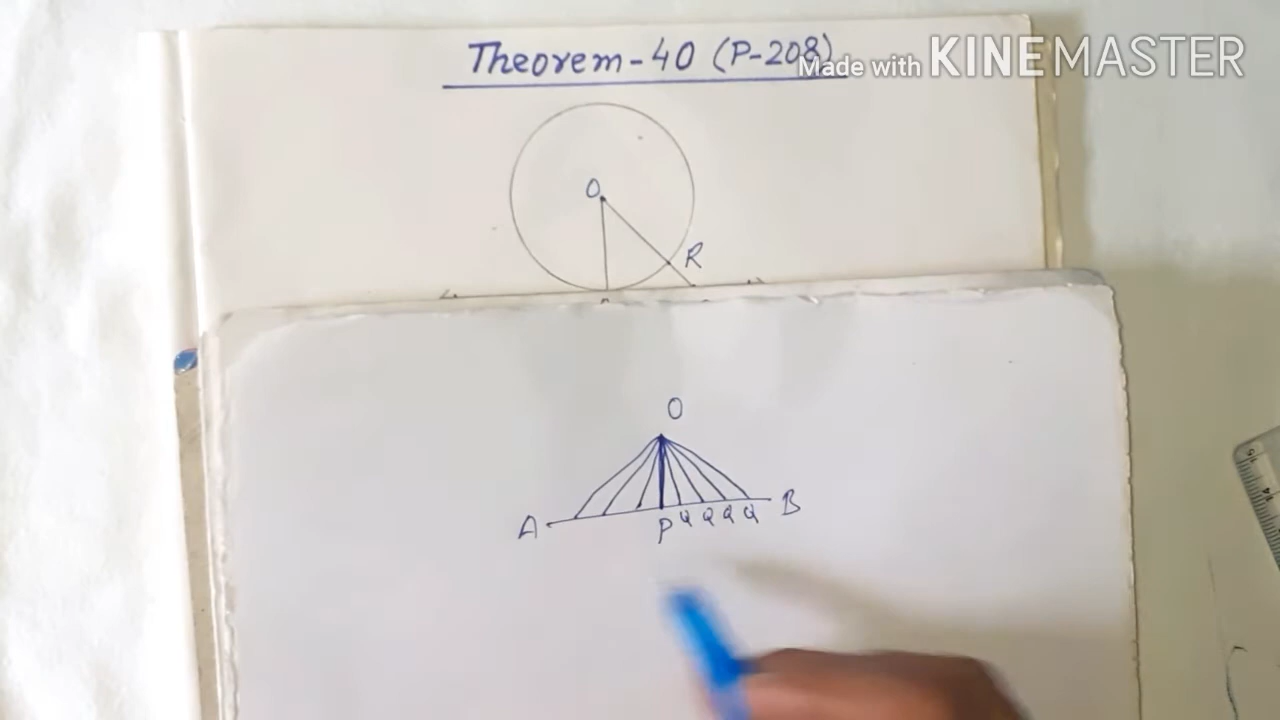 Theorem-40 (P-208)
Made with KINEMASTER
O
R
O
A
B
P Q Q Q Q